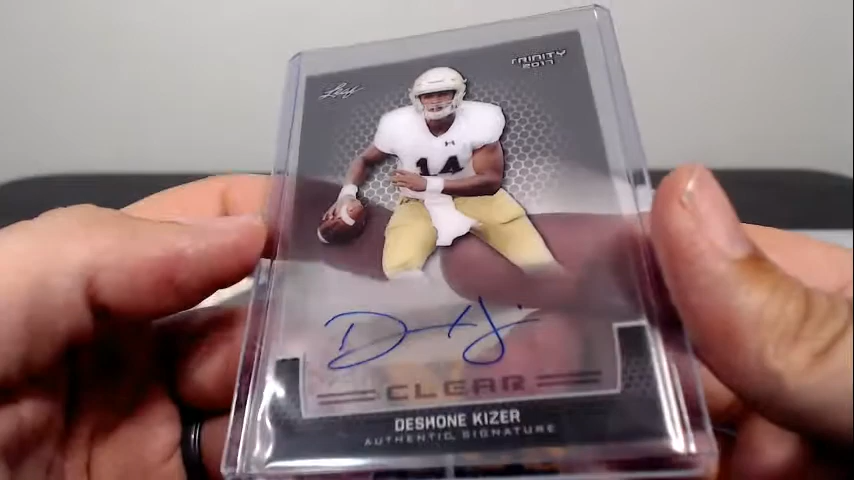 Leaf
TRINITY
2017
14
CLEAR
DESHONE KIZER
AUTHENTIC SIGNATURE